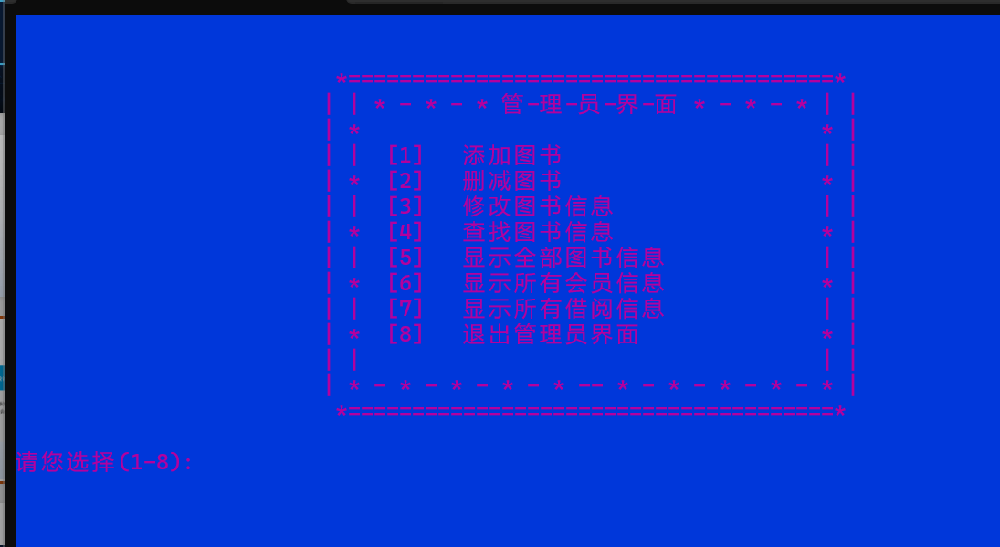 *======================================*
| | * - * - * 管-理-员-界-面 * - * - * | |
| * * |
| | [1] 添加图书 | |
| * [2] 删减图书 * |
| | [3] 修改图书信息 | |
| * [4] 查找图书信息 * |
| | [5] 显示全部图书信息 | |
| * [6] 显示所有会员信息 * |
| | [7] 显示所有借阅信息 | |
| * [8] 退出管理员界面 * |
| | | |
| * - * - * - * - * -- * - * - * - * - * |
*======================================*
请您选择(1-8):